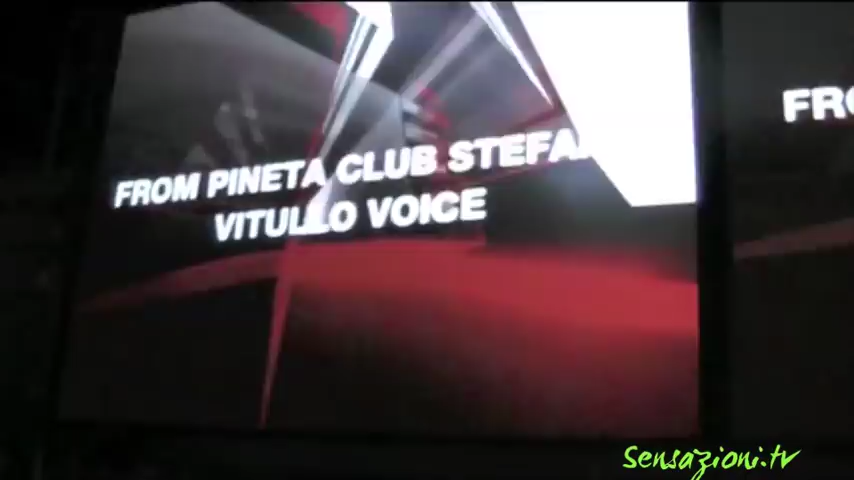 FROM PINETA CLUB STEFA
VITULLO VOICE
FRO
Sensazioni.tv